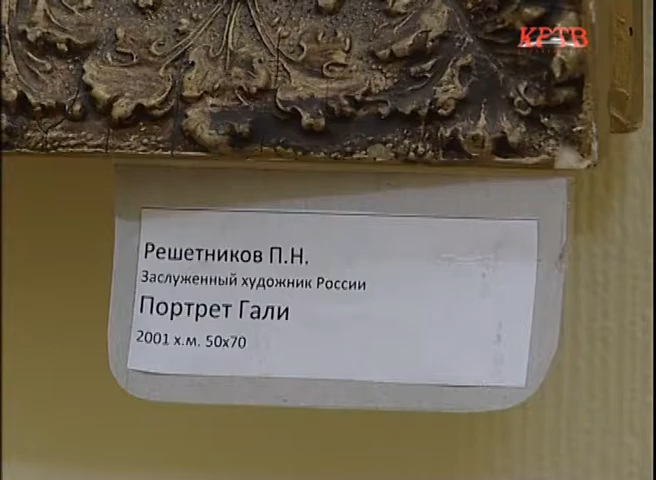 КРТВ
Решетников П.Н.
Заслуженный художник России
Портрет Гали
2001 х.м. 50х70